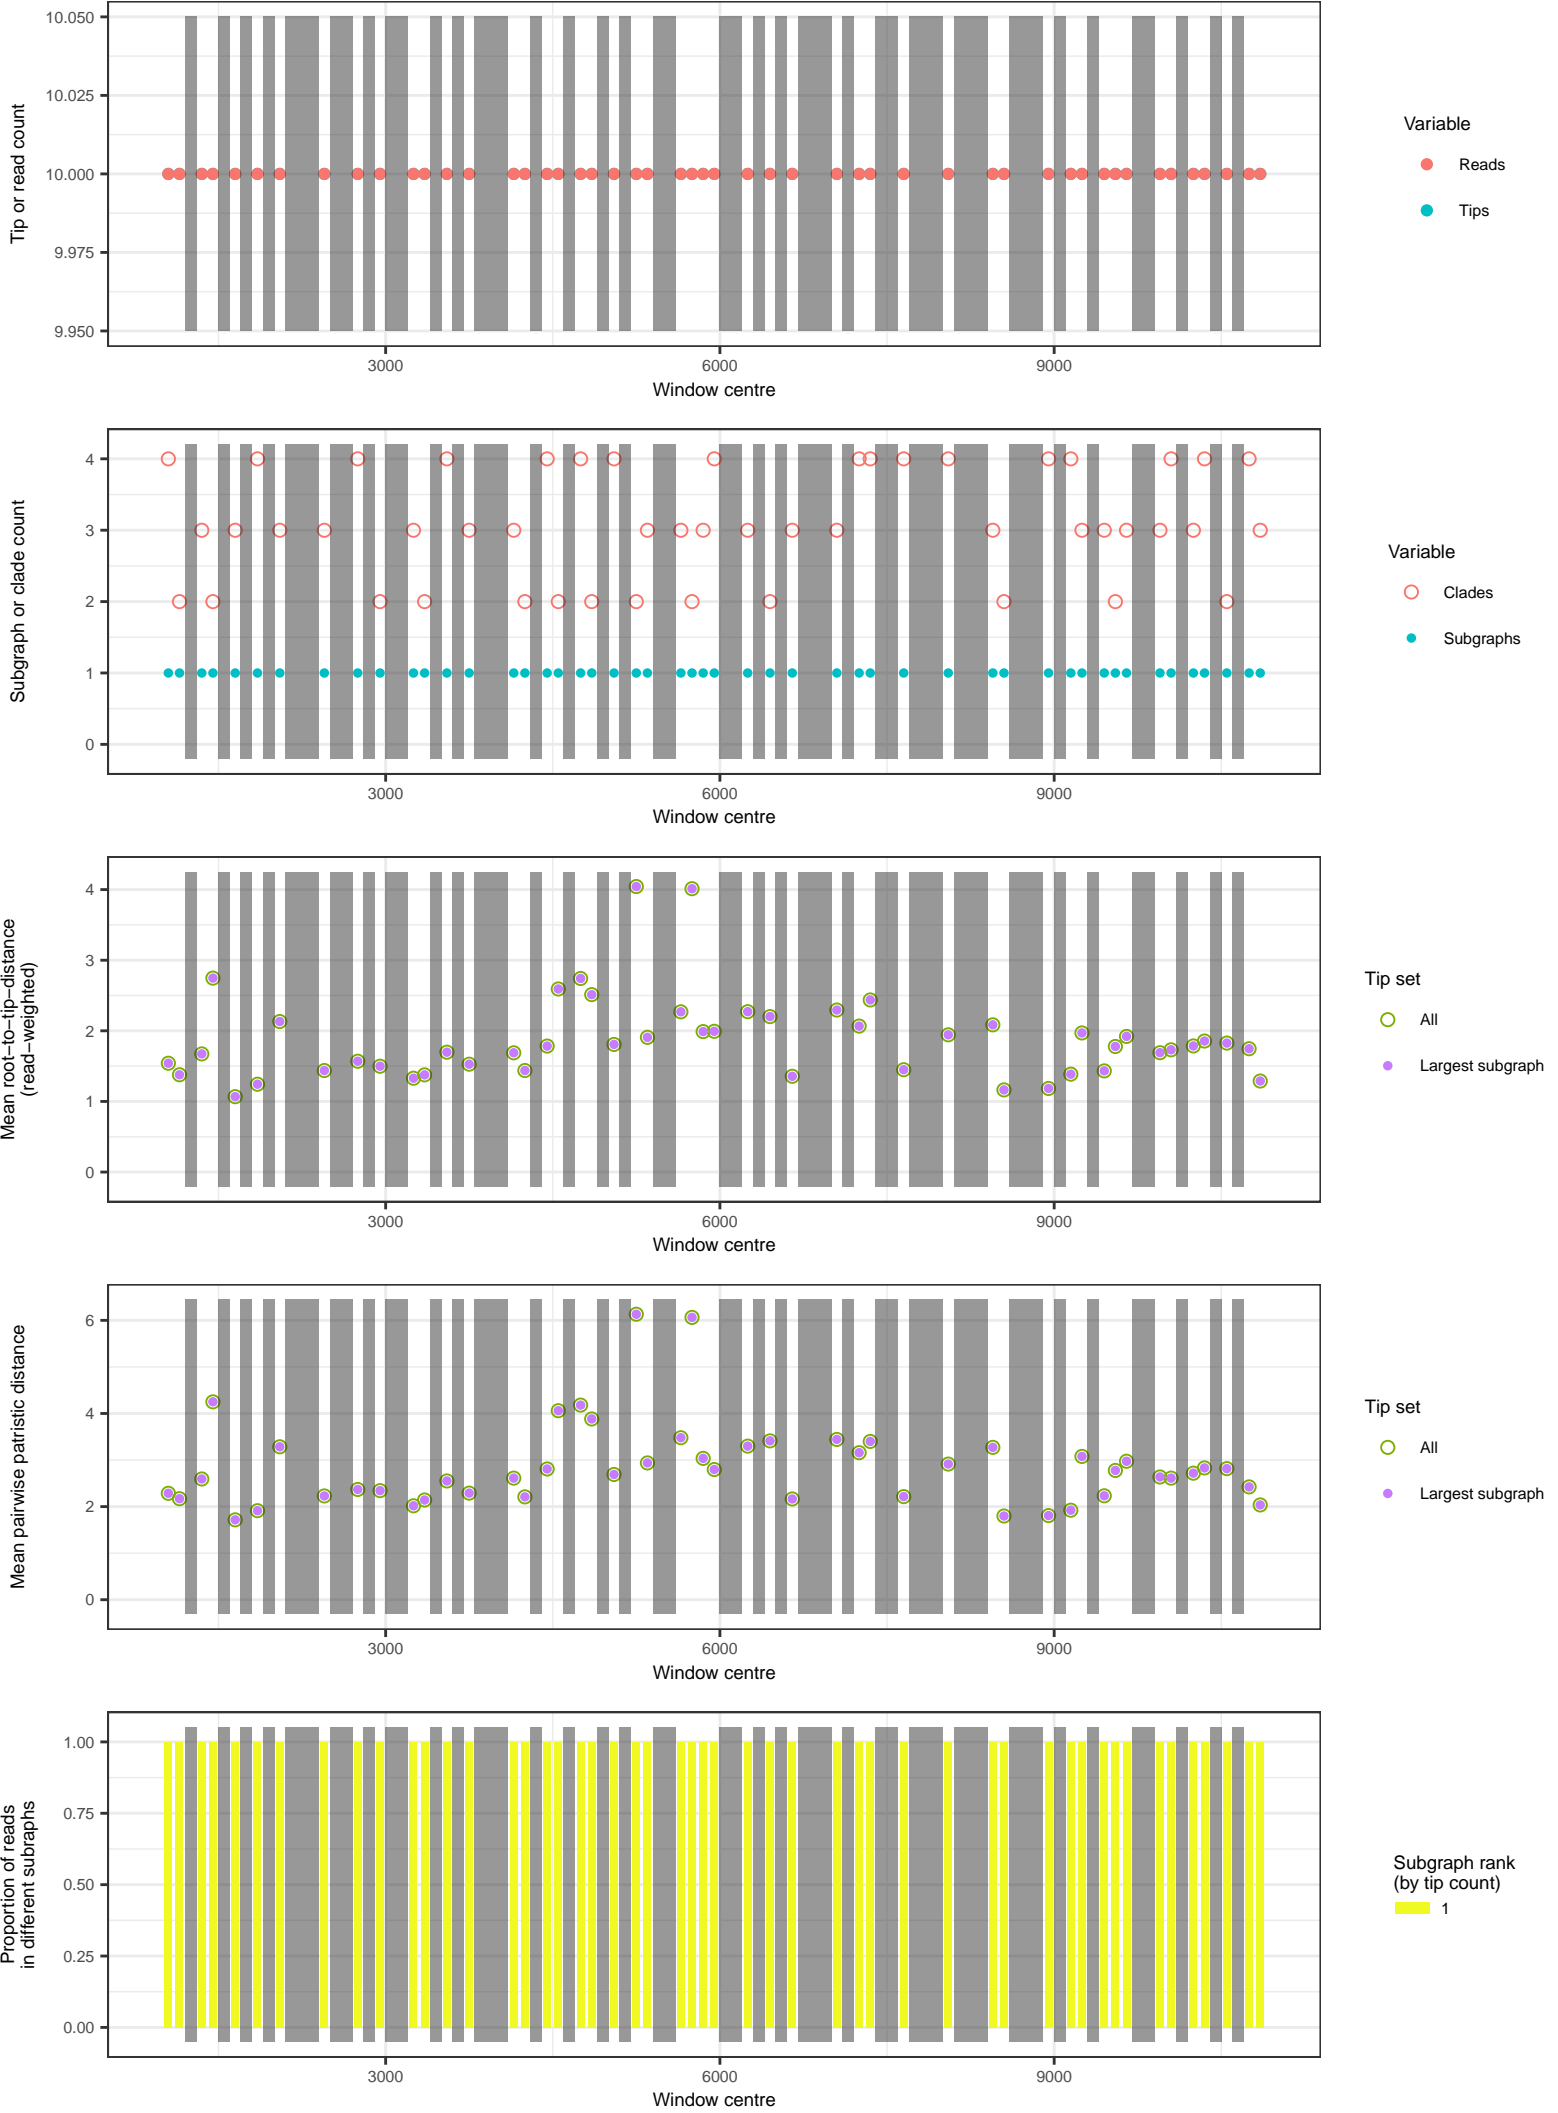 10.050
10.025
10.000
9.975
9.950
Tip or read count
3000
6000
9000
Window centre
Variable
Reads
Tips
4
3
2
1
0
Subgraph or clade count
3000
6000
9000
Window centre
Variable
Clades
Subgraphs
4
3
2
1
0
Mean root−to−tip−distance
(read−weighted)
3000
6000
9000
Window centre
Tip set
All
Largest subgraph
6
4
2
0
Mean pairwise patristic distance
3000
6000
9000
Window centre
Tip set
All
Largest subgraph
1.00
0.75
0.50
0.25
0.00
Proportion of reads
in different subraphs
3000
6000
9000
Window centre
Subgraph rank
(by tip count)
1